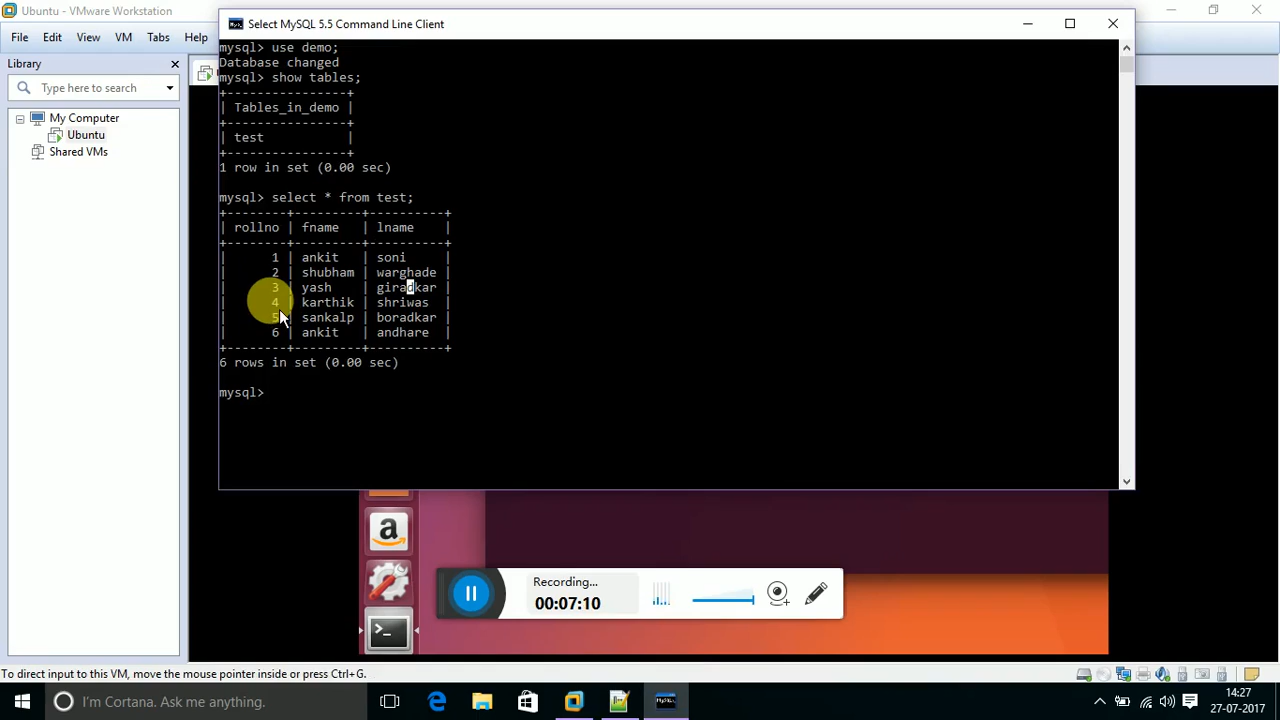 Ubuntu - VMware Workstation
File Edit View VM Tabs Help
Library
Type here to search
My Computer
Ubuntu
Shared VMs
Select MySQL 5.5 Command Line Client
mysql> use demo;
Database changed
mysql> show tables;
+----------------+
| Tables_in_demo |
+----------------+
| test           |
+----------------+
1 row in set (0.00 sec)
mysql> select * from test;
+--------+---------+----------+
| rollno | fname   | lname    |
+--------+---------+----------+
|      1 | ankit   | soni     |
|      2 | shubham | warghade |
|      3 | yash    | giradkar |
|      4 | karthik | shriwas  |
|      5 | sankalp | boradkar |
|      6 | ankit   | andhare  |
+--------+---------+----------+
6 rows in set (0.00 sec)
mysql>
Recording...
00:07:10
To direct input to this VM, move the mouse pointer inside or press Ctrl+G.
I'm Cortana. Ask me anything.
14:27
27-07-2017